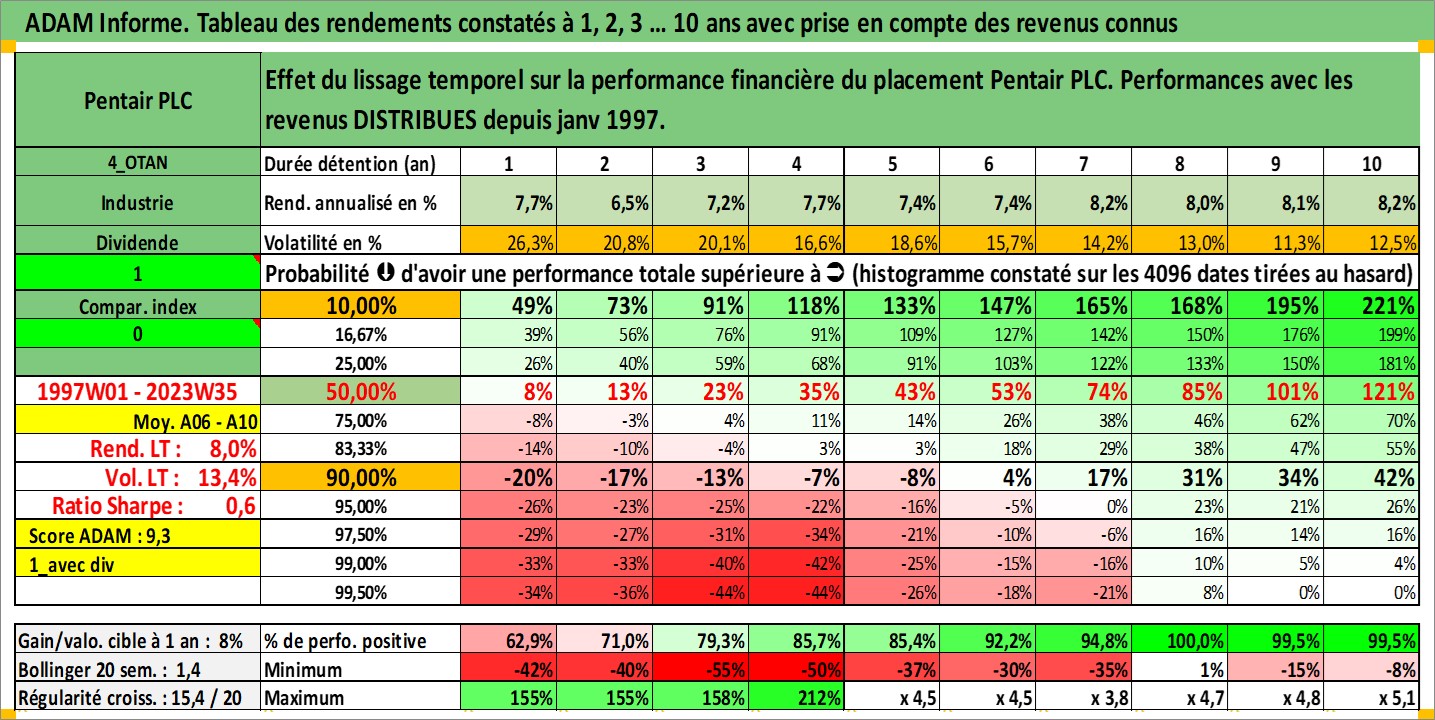 ADAM Informe. Tableau des rendements constatés à 1, 2, 3 ... 10 ans avec prise en compte des revenus connus
Pentair PLC
Effet du lissage temporel sur la performance financière du placement Pentair PLC. Performances avec les
revenus DISTRIBUES depuis janv 1997.
4_OTAN Durée détention (an) 1 2 3 4 5 6 7 8 9 10
Industrie Rend. annualisé en % 7,7% 6,5% 7,2% 7,7% 7,4% 7,4% 8,2% 8,0% 8,1% 8,2%
Dividende Volatilité en % 26,3% 20,8% 20,1% 16,6% 18,6% 15,7% 14,2% 13,0% 11,3% 12,5%
1 Probabilité ⬇ d'avoir une performance totale supérieure à ➲ (histogramme constaté sur les 4096 dates tirées au hasard)
Compar. index 10,00% 49% 73% 91% 118% 133% 147% 165% 168% 195% 221%
0 16,67% 39% 56% 76% 91% 109% 127% 142% 150% 176% 199%
25,00% 26% 40% 59% 68% 91% 103% 122% 133% 150% 181%
1997W01 - 2023W35 50,00% 8% 13% 23% 35% 43% 53% 74% 85% 101% 121%
Moy. A06 - A10 75,00% -8% -3% 4% 11% 14% 26% 38% 46% 62% 70%
Rend. LT : 8,0% 83,33% -14% -10% -4% 3% 3% 18% 29% 38% 47% 55%
Vol. LT : 13,4% 90,00% -20% -17% -13% -7% -8% 4% 17% 31% 34% 42%
Ratio Sharpe : 0,6 95,00% -26% -23% -25% -22% -16% -5% 0% 23% 21% 26%
Score ADAM : 9,3 97,50% -29% -27% -31% -34% -21% -10% -6% 16% 14% 16%
1_avec div 99,00% -33% -33% -40% -42% -25% -15% -16% 10% 5% 4%
99,50% -34% -36% -44% -44% -26% -18% -21% 8% 0% 0%
Gain/valo. cible à 1 an : 8% % de perfo. positive 62,9% 71,0% 79,3% 85,7% 85,4% 92,2% 94,8% 100,0% 99,5% 99,5%
Bollinger 20 sem. : 1,4 Minimum -42% -40% -55% -50% -37% -30% -35% 1% -15% -8%
Régularité croiss. : 15,4 / 20 Maximum 155% 155% 158% 212% x 4,5 x 4,5 x 3,8 x 4,7 x 4,8 x 5,1